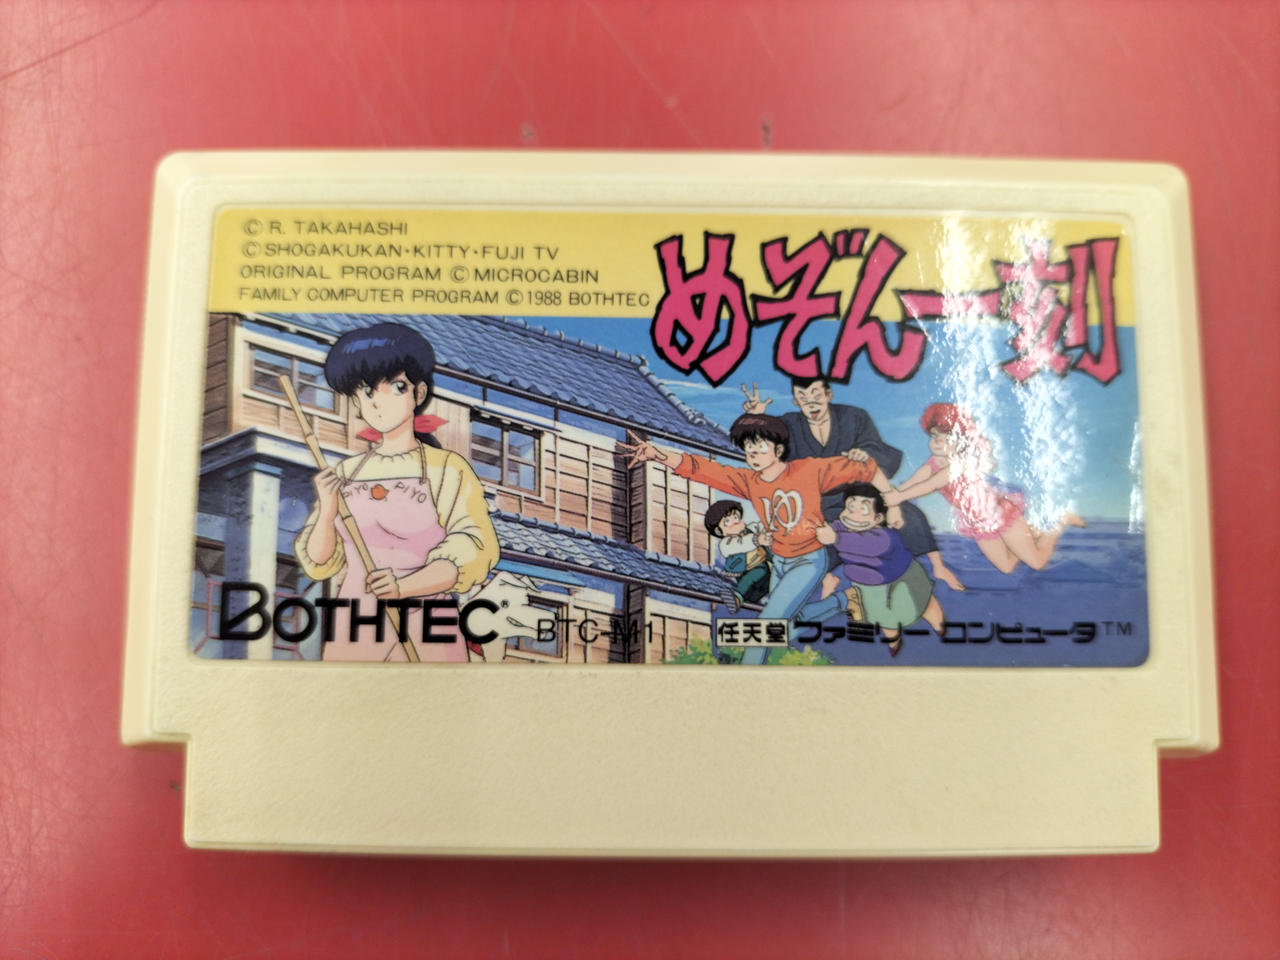 © R. TAKAHASHI
© SHOGAKUKAN・KITTY・FUJI TV
ORIGINAL PROGRAM © MICROCABIN
FAMILY COMPUTER PROGRAM © 1988 BOTHTEC
めぞん一刻
PIYO PIYO
ゆ
BOTHTEC®
BTC-M1
任天堂 ファミリーコンピュータ™